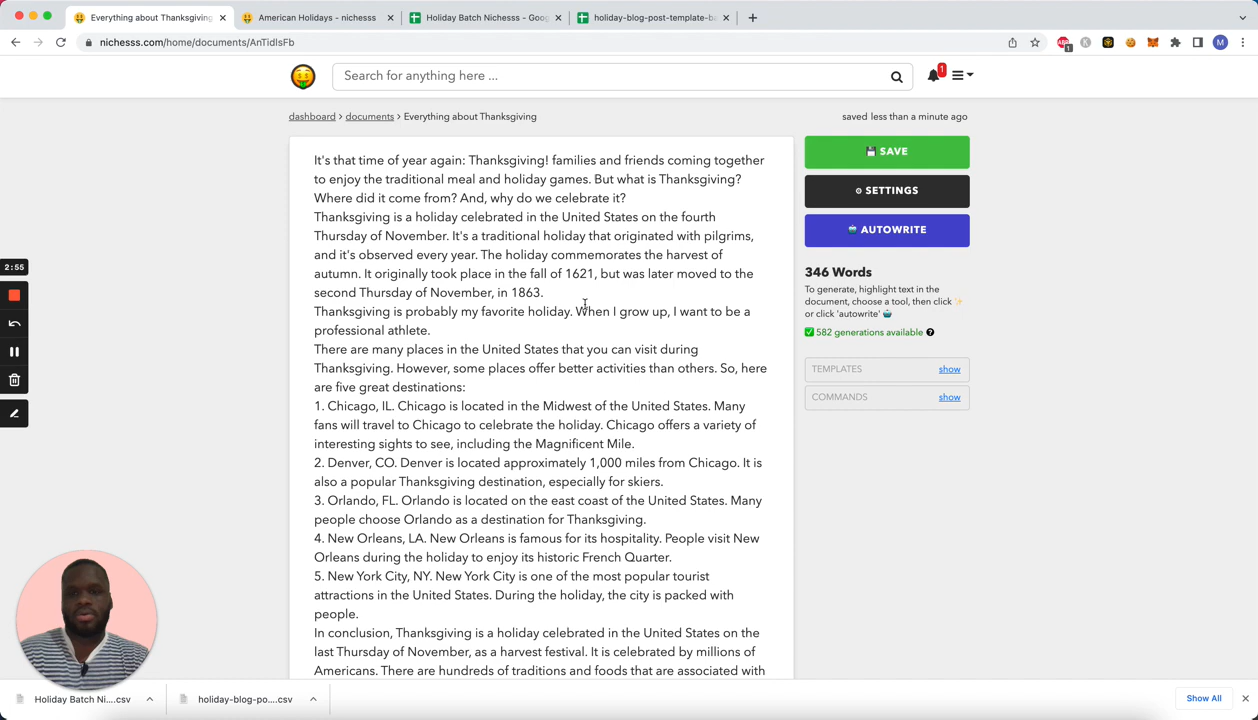 Everything about Thanksgiving
American Holidays - nichesss
Holiday Batch Nichesss - Goog
holiday-blog-post-template-ba
nichesss.com/home/documents/AnTidIsFb
1
M
Search for anything here ...
1
dashboard > documents > Everything about Thanksgiving
saved less than a minute ago
It's that time of year again: Thanksgiving! families and friends coming together
to enjoy the traditional meal and holiday games. But what is Thanksgiving?
Where did it come from? And, why do we celebrate it?
Thanksgiving is a holiday celebrated in the United States on the fourth
Thursday of November. It's a traditional holiday that originated with pilgrims,
and it's observed every year. The holiday commemorates the harvest of
autumn. It originally took place in the fall of 1621, but was later moved to the
second Thursday of November, in 1863.
Thanksgiving is probably my favorite holiday. When I grow up, I want to be a
professional athlete.
There are many places in the United States that you can visit during
Thanksgiving. However, some places offer better activities than others. So, here
are five great destinations:
1. Chicago, IL. Chicago is located in the Midwest of the United States. Many
fans will travel to Chicago to celebrate the holiday. Chicago offers a variety of
interesting sights to see, including the Magnificent Mile.
2. Denver, CO. Denver is located approximately 1,000 miles from Chicago. It is
also a popular Thanksgiving destination, especially for skiers.
3. Orlando, FL. Orlando is located on the east coast of the United States. Many
people choose Orlando as a destination for Thanksgiving.
4. New Orleans, LA. New Orleans is famous for its hospitality. People visit New
Orleans during the holiday to enjoy its historic French Quarter.
5. New York City, NY. New York City is one of the most popular tourist
attractions in the United States. During the holiday, the city is packed with
people.
In conclusion, Thanksgiving is a holiday celebrated in the United States on the
last Thursday of November, as a harvest festival. It is celebrated by millions of
Americans. There are hundreds of traditions and foods that are associated with
SAVE
SETTINGS
AUTOWRITE
346 Words
To generate, highlight text in the
document, choose a tool, then click
or click 'autowrite'
582 generations available
TEMPLATES show
COMMANDS show
2:55
Holiday Batch Ni....csv
holiday-blog-po....csv
Show All